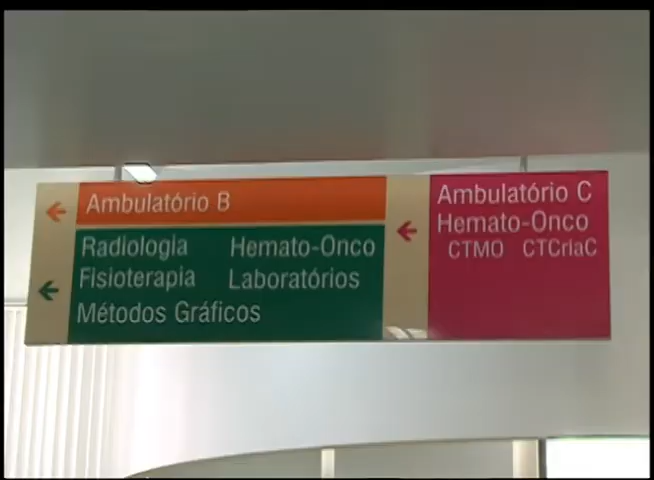 Ambulatório B
Radiologia Hemato-Onco
Fisioterapia Laboratórios
Métodos Gráficos
Ambulatório C
Hemato-Onco
CTMO CTCriaC